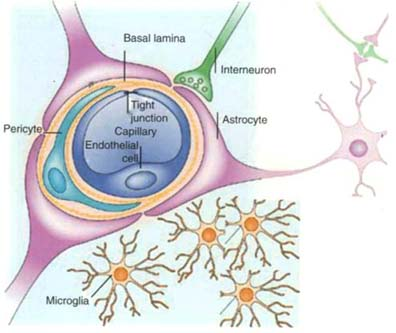 Basal lamina
Interneuron
Tight
junction
Astrocyte
Pericyte
Capillary
Endothelial
cell
Microglia